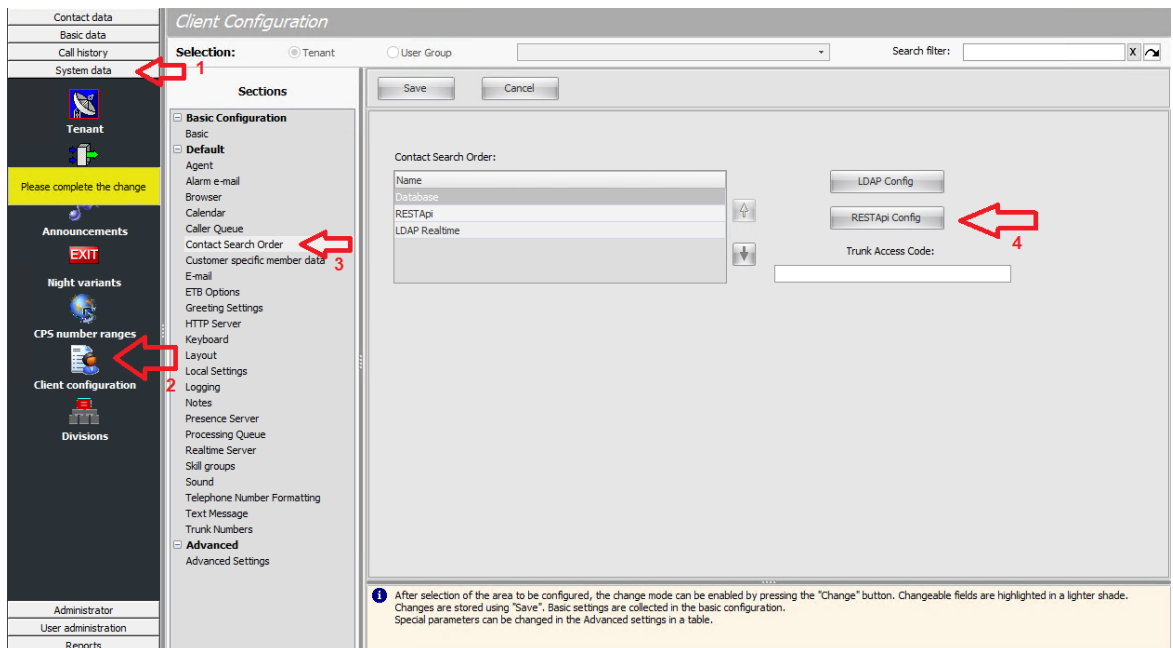 Contact data
Basic data
Call history
System data
1
Tenant
Please complete the change
Announcements
EXIT
Night variants
CPS number ranges
2
Client configuration
Divisions
Administrator
User administration
Reports
Client Configuration
Selection:
Tenant
User Group
Search filter:
X
Sections
Basic Configuration
Basic
Default
Agent
Alarm e-mail
Browser
Calendar
Caller Queue
Contact Search Order
3
Customer specific member data
E-mail
ETB Options
Greeting Settings
HTTP Server
Keyboard
Layout
Local Settings
Logging
Notes
Presence Server
Processing Queue
Realtime Server
Skill groups
Sound
Telephone Number Formatting
Text Message
Trunk Numbers
Advanced
Advanced Settings
Save
Cancel
Contact Search Order:
Name
Database
RESTApi
LDAP Realtime
LDAP Config
RESTApi Config
4
Trunk Access Code:
After selection of the area to be configured, the change mode can be enabled by pressing the "Change" button. Changeable fields are highlighted in a lighter shade.
Changes are stored using "Save". Basic settings are collected in the basic configuration.
Special parameters can be changed in the Advanced settings in a table.